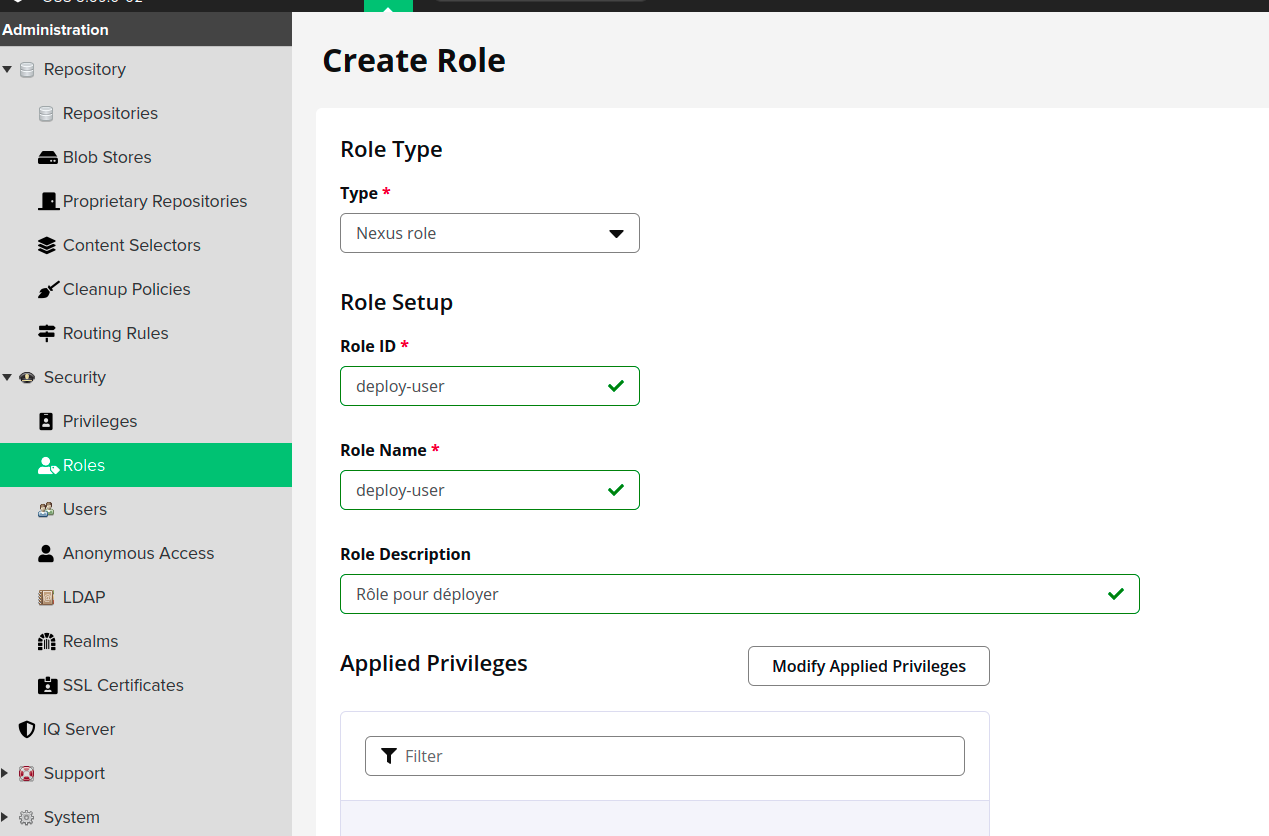 Administration
Repository
Repositories
Blob Stores
Proprietary Repositories
Content Selectors
Cleanup Policies
Routing Rules
Security
Privileges
Roles
Users
Anonymous Access
LDAP
Realms
SSL Certificates
IQ Server
Support
System
Create Role
Role Type
Type *
Nexus role
Role Setup
Role ID *
deploy-user
Role Name *
deploy-user
Role Description
Rôle pour déployer
Applied Privileges
Modify Applied Privileges
Filter